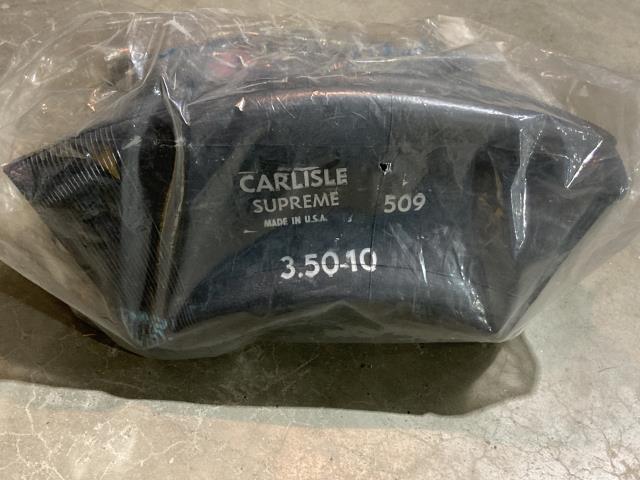 CARLISLE
SUPREME
509
MADE IN U.S.A.
3.50-10